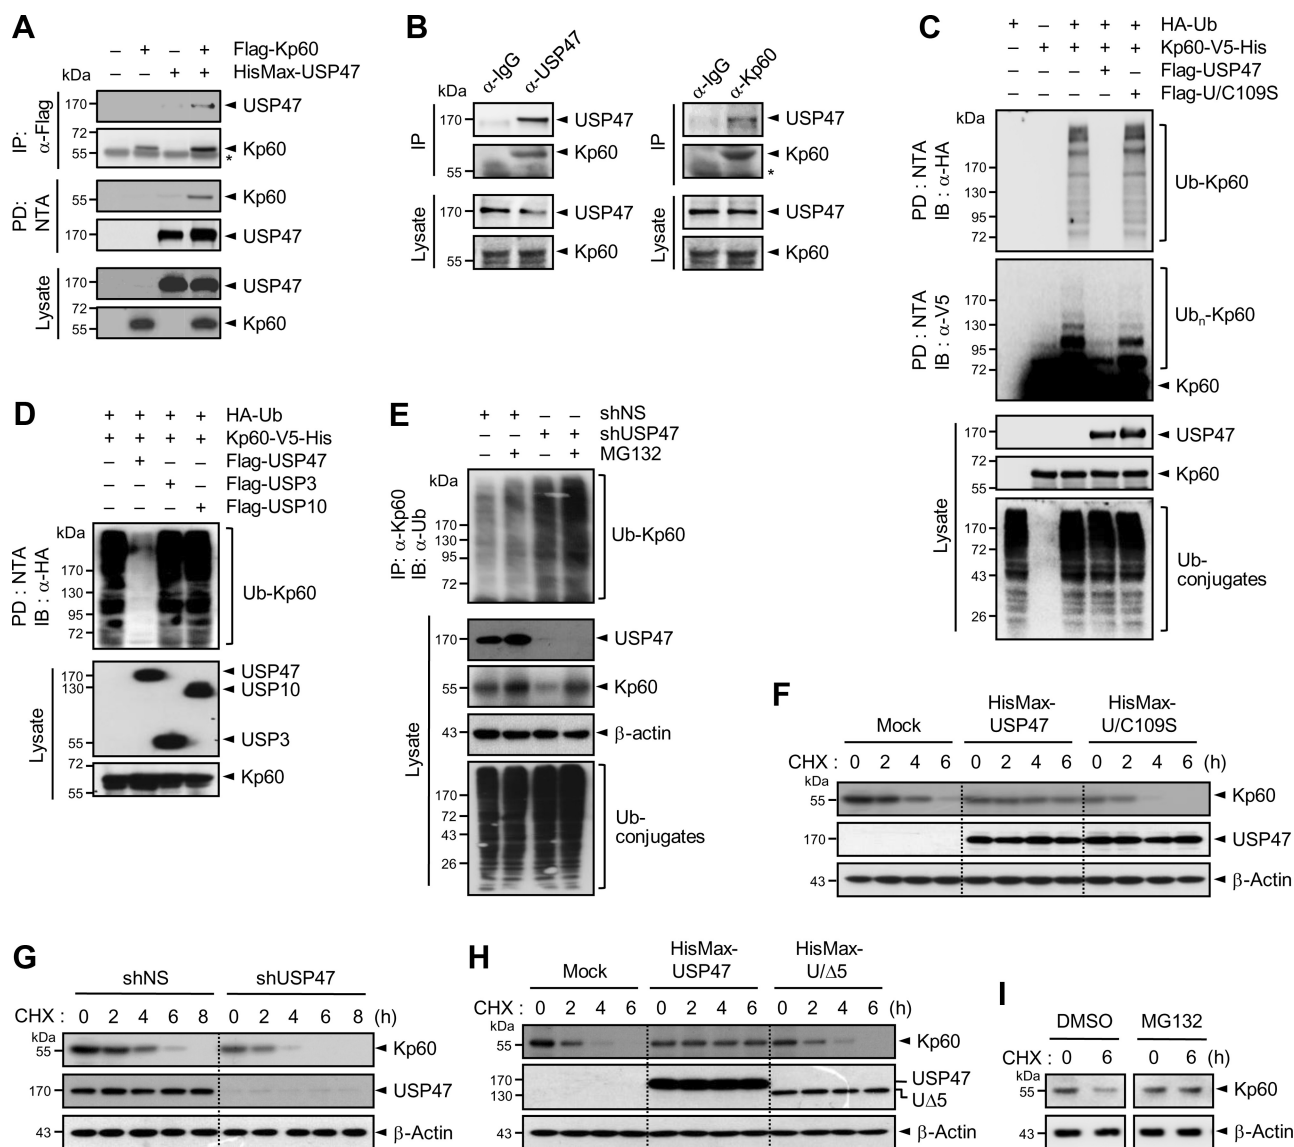 A
– + – + Flag-Kp60
– – + + HisMax-USP47
kDa
IP: α-Flag
170 USP47
72
55 Kp60
*
PD: NTA
55 Kp60
170 USP47
Lysate
170 USP47
72
55 Kp60
B
α-IgG α-USP47
kDa
IP
170 USP47
Kp60
55
Lysate
170 USP47
Kp60
55
α-IgG α-Kp60
IP
USP47
Kp60
*
Lysate
USP47
Kp60
C
+ – + + + HA-Ub
– + + + + Kp60-V5-His
– – – + – Flag-USP47
– – – – + Flag-U/C109S
kDa
PD : NTA
IB : α-HA
170
130
95
72
Ub-Kp60
PD : NTA
IB : α-V5
170
130
95
72
Ubn-Kp60
Kp60
Lysate
170 USP47
72
55 Kp60
170
72
43
26
Ub-
conjugates
D
+ + + + HA-Ub
+ + + + Kp60-V5-His
– + – – Flag-USP47
– – + – Flag-USP3
– – – + Flag-USP10
kDa
PD : NTA
IB : α-HA
170
130
95
72
Ub-Kp60
Lysate
170 USP47
130 USP10
55 USP3
72
55 Kp60
E
+ + – – shNS
– – + + shUSP47
– + – + MG132
kDa
IP: α-Kp60
IB: α-Ub
170
130
95
72
Ub-Kp60
Lysate
170 USP47
55 Kp60
43 β-actin
170
72
43
26
Ub-
conjugates
F
Mock
HisMax-
USP47
HisMax-
U/C109S
CHX : 0 2 4 6 0 2 4 6 0 2 4 6 (h)
kDa
55 Kp60
170 USP47
43 β-Actin
G
shNS shUSP47
CHX : 0 2 4 6 8 0 2 4 6 8 (h)
kDa
55 Kp60
170 USP47
43 β-Actin
H
Mock
HisMax-
USP47
HisMax-
U/Δ5
CHX : 0 2 4 6 0 2 4 6 0 2 4 6 (h)
kDa
55 Kp60
170 USP47
130 UΔ5
43 β-Actin
I
DMSO MG132
CHX : 0 6 0 6 (h)
kDa
55 Kp60
43 β-Actin